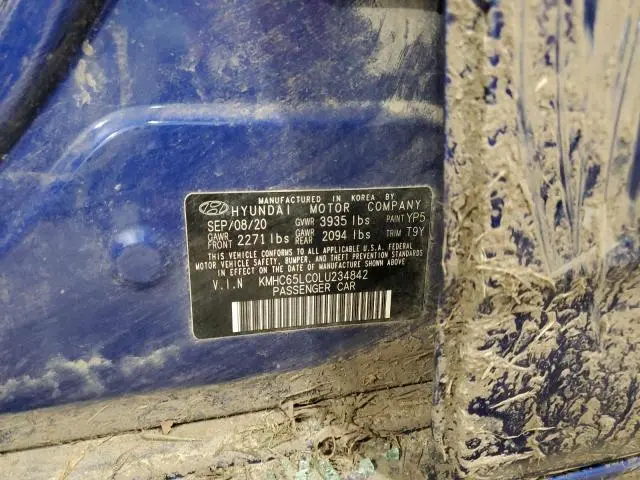 MANUFACTURED IN KOREA BY
HYUNDAI MOTOR COMPANY
SEP/08/20 GVWR 3935 lbs PAINT YP5
GAWR FRONT 2271 lbs GAWR REAR 2094 lbs TRIM T9Y
THIS VEHICLE CONFORMS TO ALL APPLICABLE U.S.A. FEDERAL
MOTOR VEHICLE SAFETY, BUMPER, AND THEFT PREVENTION STANDARDS
IN EFFECT ON THE DATE OF MANUFACTURE SHOWN ABOVE.
V.I.N KMHC65LC0LU234842
PASSENGER CAR